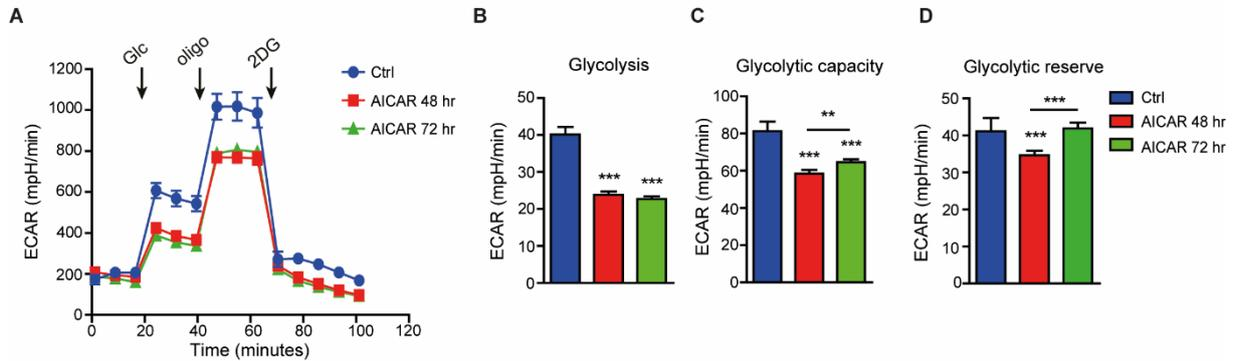 A
Glc
oligo
2DG
ECAR (mpH/min)
1200
1000
800
600
400
200
0
0 20 40 60 80 100 120
Time (minutes)
Ctrl
AICAR 48 hr
AICAR 72 hr
B
Glycolysis
ECAR (mpH/min)
50
40
30
20
10
0
*** ***
C
Glycolytic capacity
ECAR (mpH/min)
100
80
60
40
20
0
**
*** ***
D
Glycolytic reserve
ECAR (mpH/min)
50
40
30
20
10
0
***
***
Ctrl
AICAR 48 hr
AICAR 72 hr